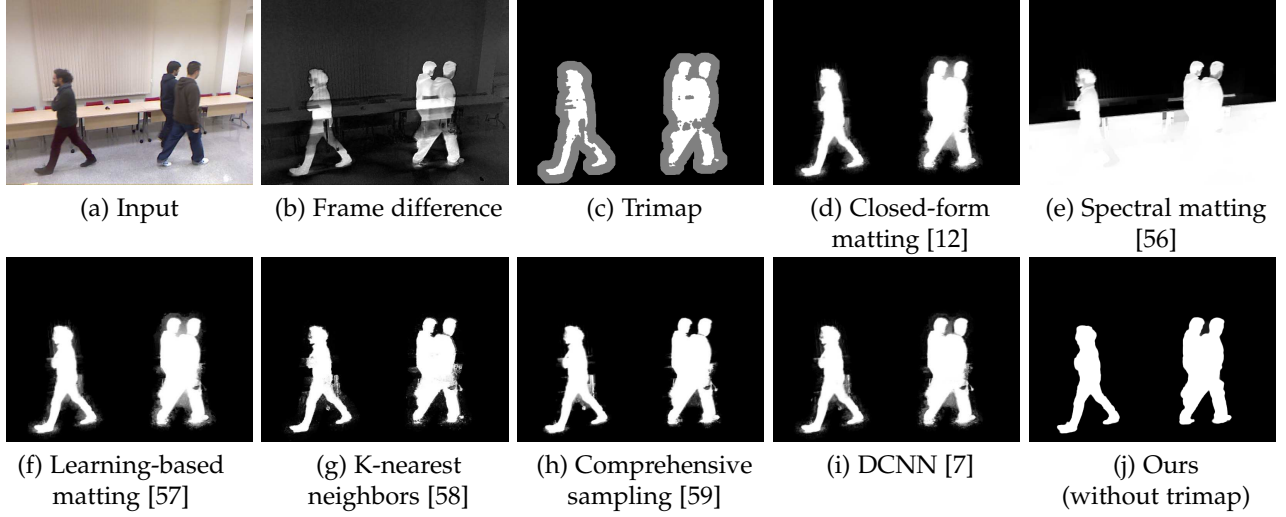 (a) Input
(b) Frame difference
(c) Trimap
(d) Closed-form
matting [12]
(e) Spectral matting
[56]
(f) Learning-based
matting [57]
(g) K-nearest
neighbors [58]
(h) Comprehensive
sampling [59]
(i) DCNN [7]
(j) Ours
(without trimap)